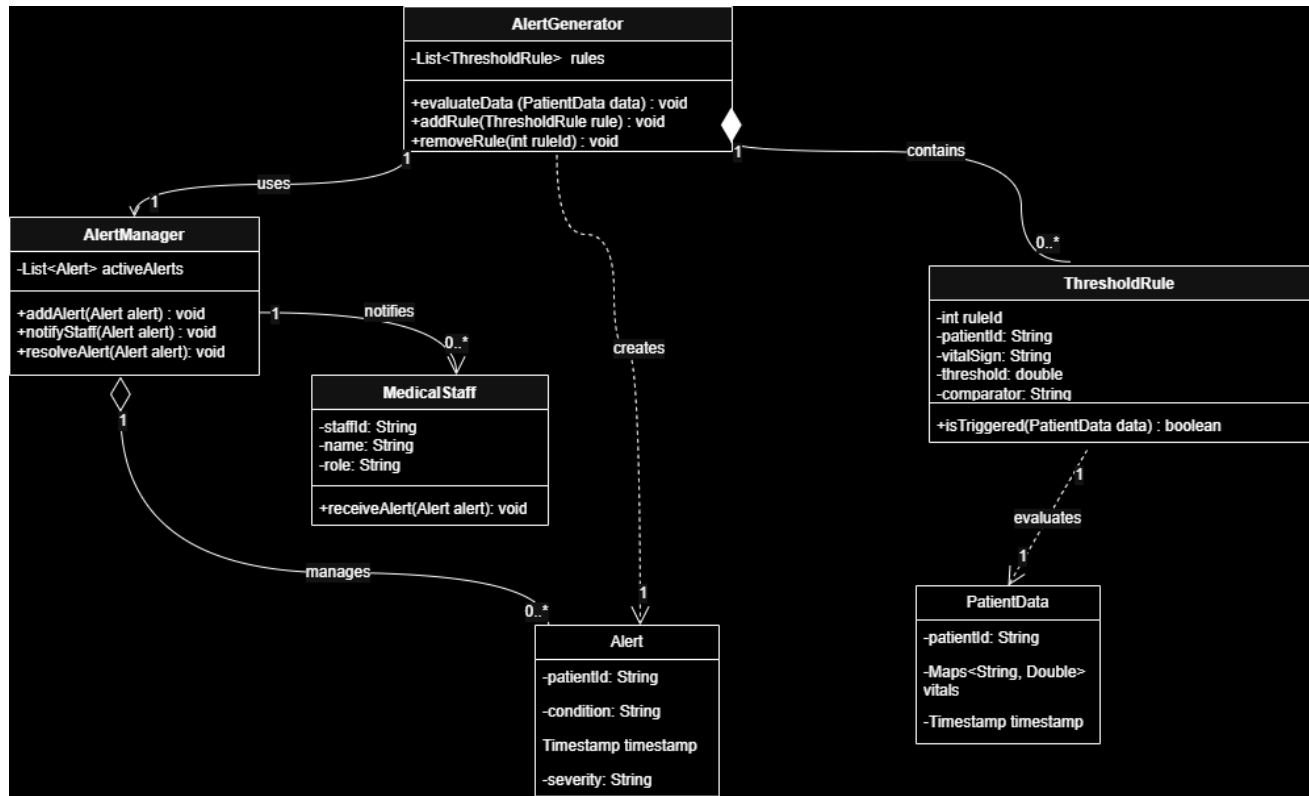 AlertGenerator
-List<ThresholdRule>  rules
+evaluateData (PatientData data) : void
+addRule(ThresholdRule rule) : void
+removeRule(int ruleId) : void
1
1
contains
uses
1
AlertManager
-List<Alert> activeAlerts
+addAlert(Alert alert) : void
+notifyStaff(Alert alert) : void
+resolveAlert(Alert alert): void
1
notifies
0..*
0..*
ThresholdRule
-int ruleId
-patientId: String
-vitalSign: String
-threshold: double
-comparator: String
+isTriggered(PatientData data) : boolean
creates
MedicalStaff
-staffId: String
-name: String
-role: String
+receiveAlert(Alert alert): void
1
1
evaluates
1
manages
0..*
1
Alert
-patientId: String
-condition: String
Timestamp timestamp
-severity: String
PatientData
-patientId: String
-Maps<String, Double>
vitals
-Timestamp timestamp